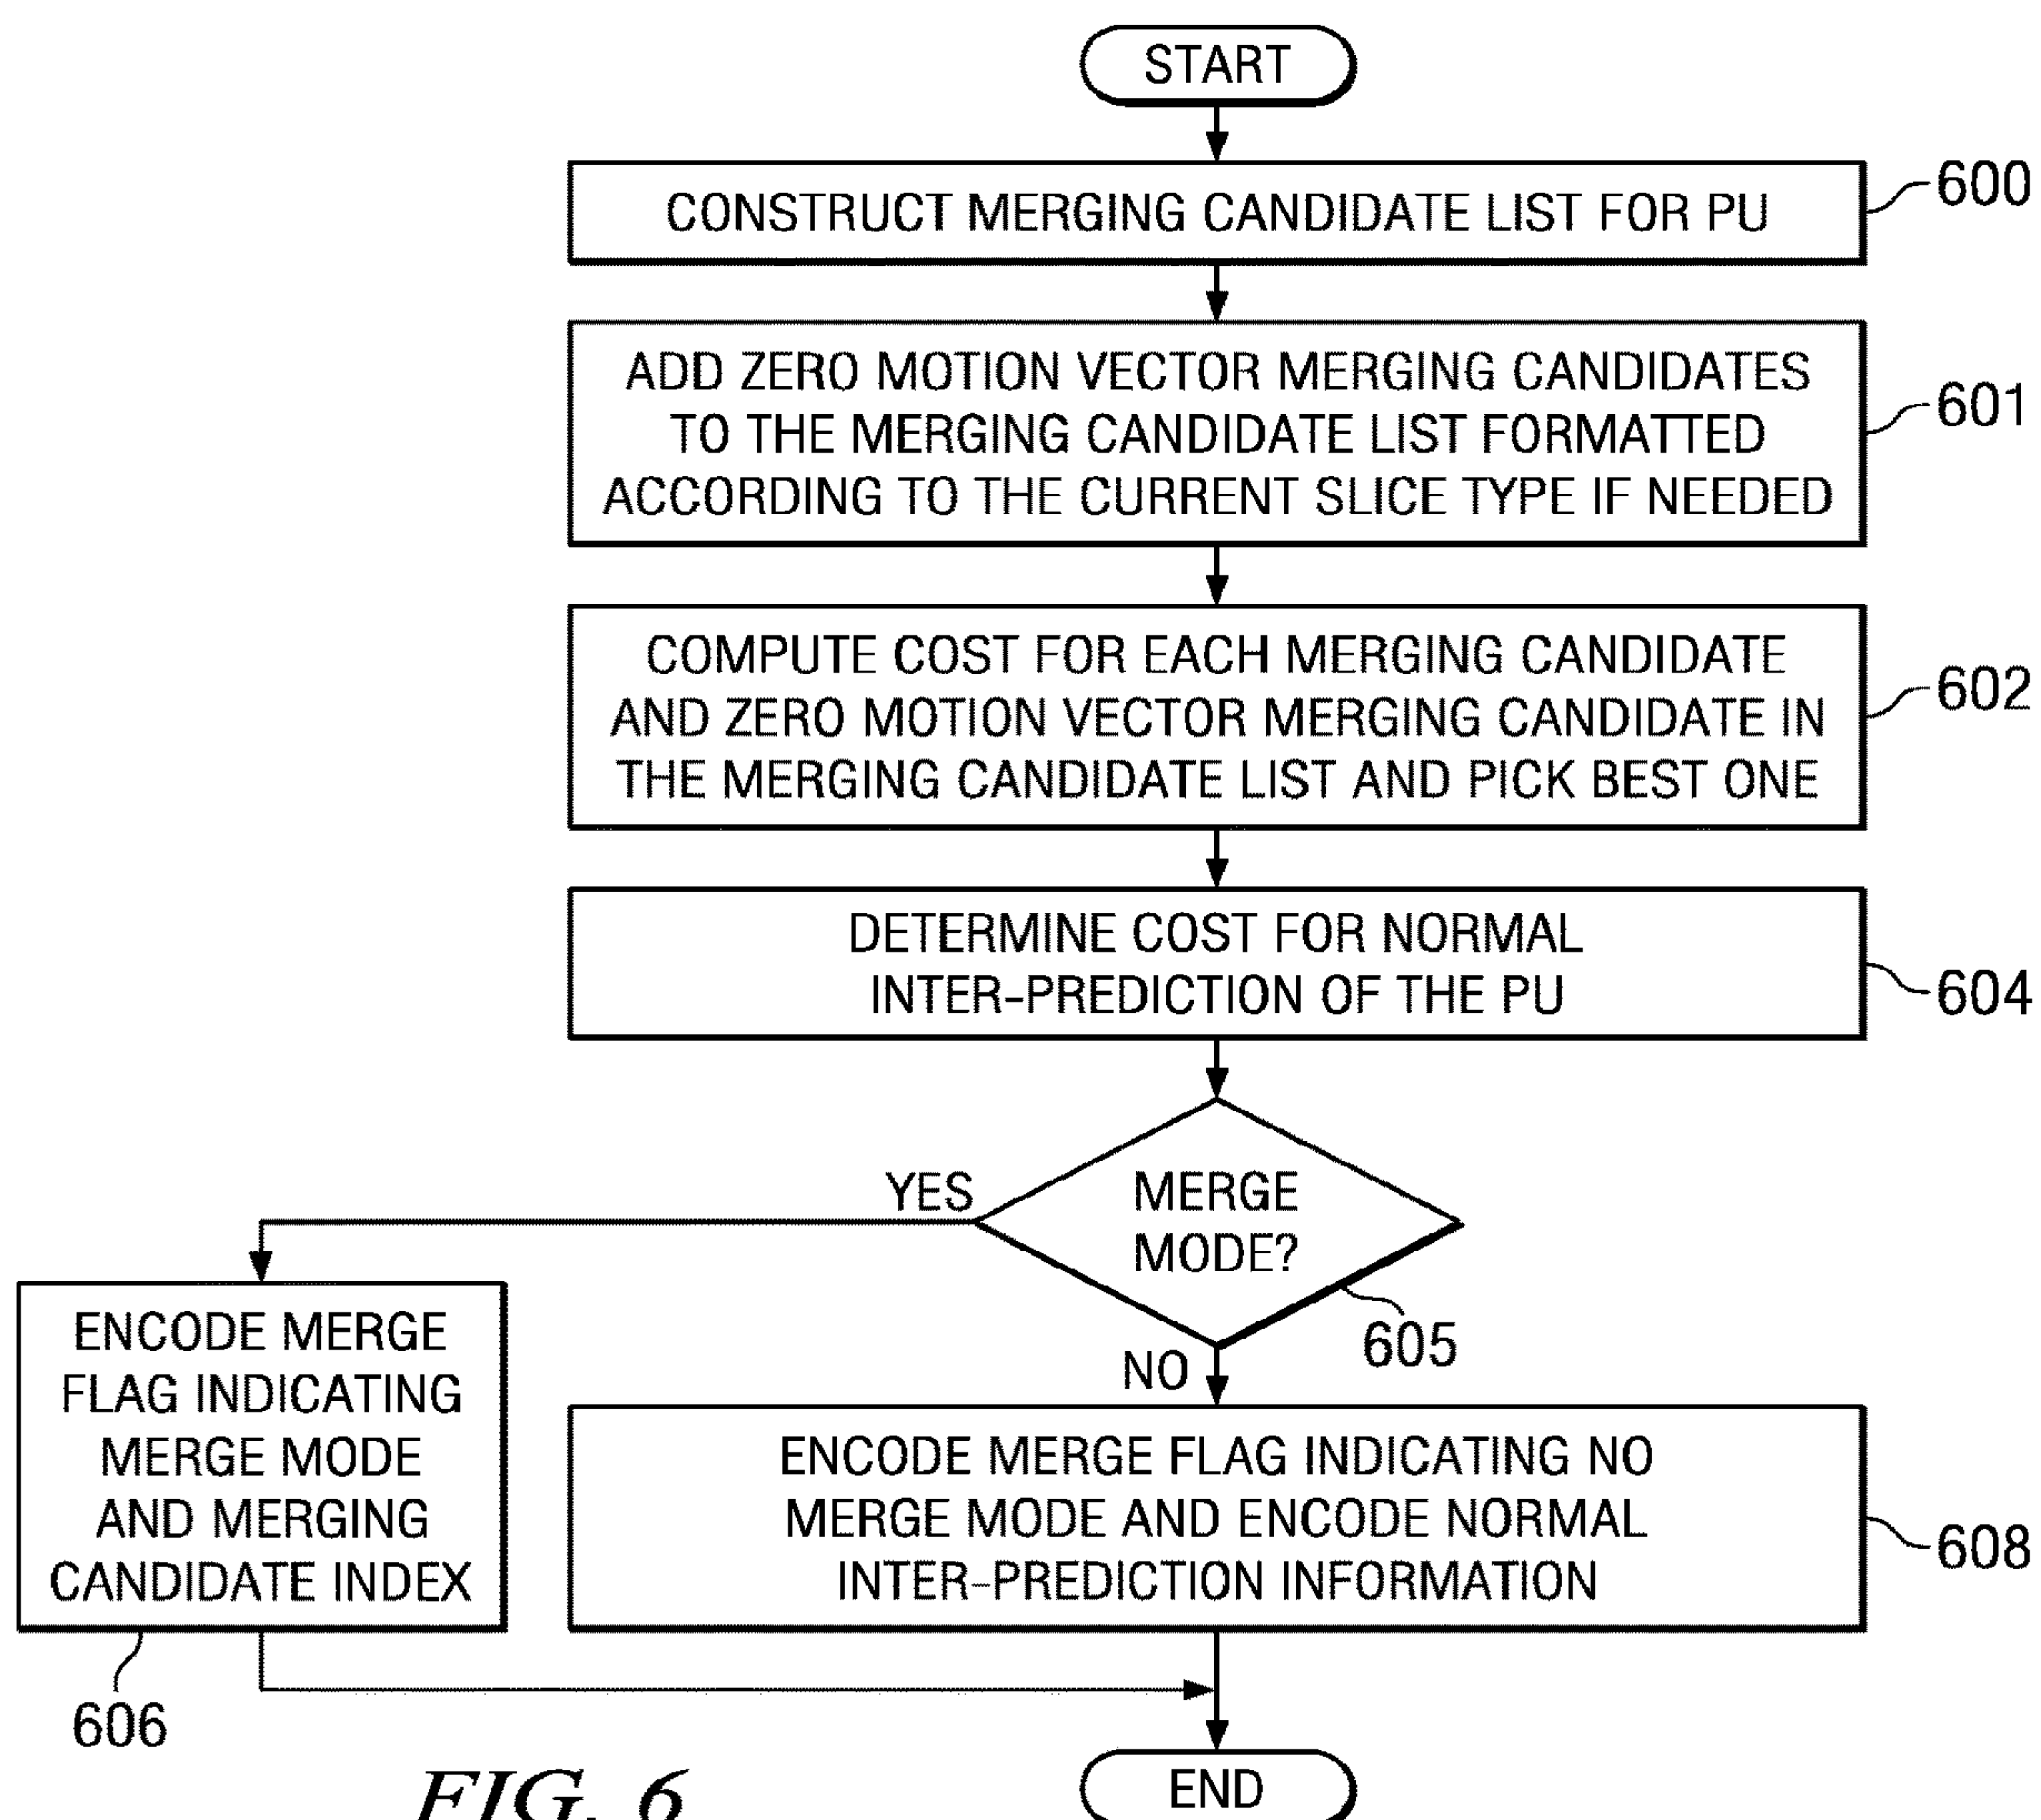 START
CONSTRUCT MERGING CANDIDATE LIST FOR PU
600
ADD ZERO MOTION VECTOR MERGING CANDIDATES
TO THE MERGING CANDIDATE LIST FORMATTED
ACCORDING TO THE CURRENT SLICE TYPE IF NEEDED
601
COMPUTE COST FOR EACH MERGING CANDIDATE
AND ZERO MOTION VECTOR MERGING CANDIDATE IN
THE MERGING CANDIDATE LIST AND PICK BEST ONE
602
DETERMINE COST FOR NORMAL
INTER-PREDICTION OF THE PU
604
MERGE
MODE?
605
YES
NO
ENCODE MERGE
FLAG INDICATING
MERGE MODE
AND MERGING
CANDIDATE INDEX
606
ENCODE MERGE FLAG INDICATING NO
MERGE MODE AND ENCODE NORMAL
INTER-PREDICTION INFORMATION
608
END
FIG. 6